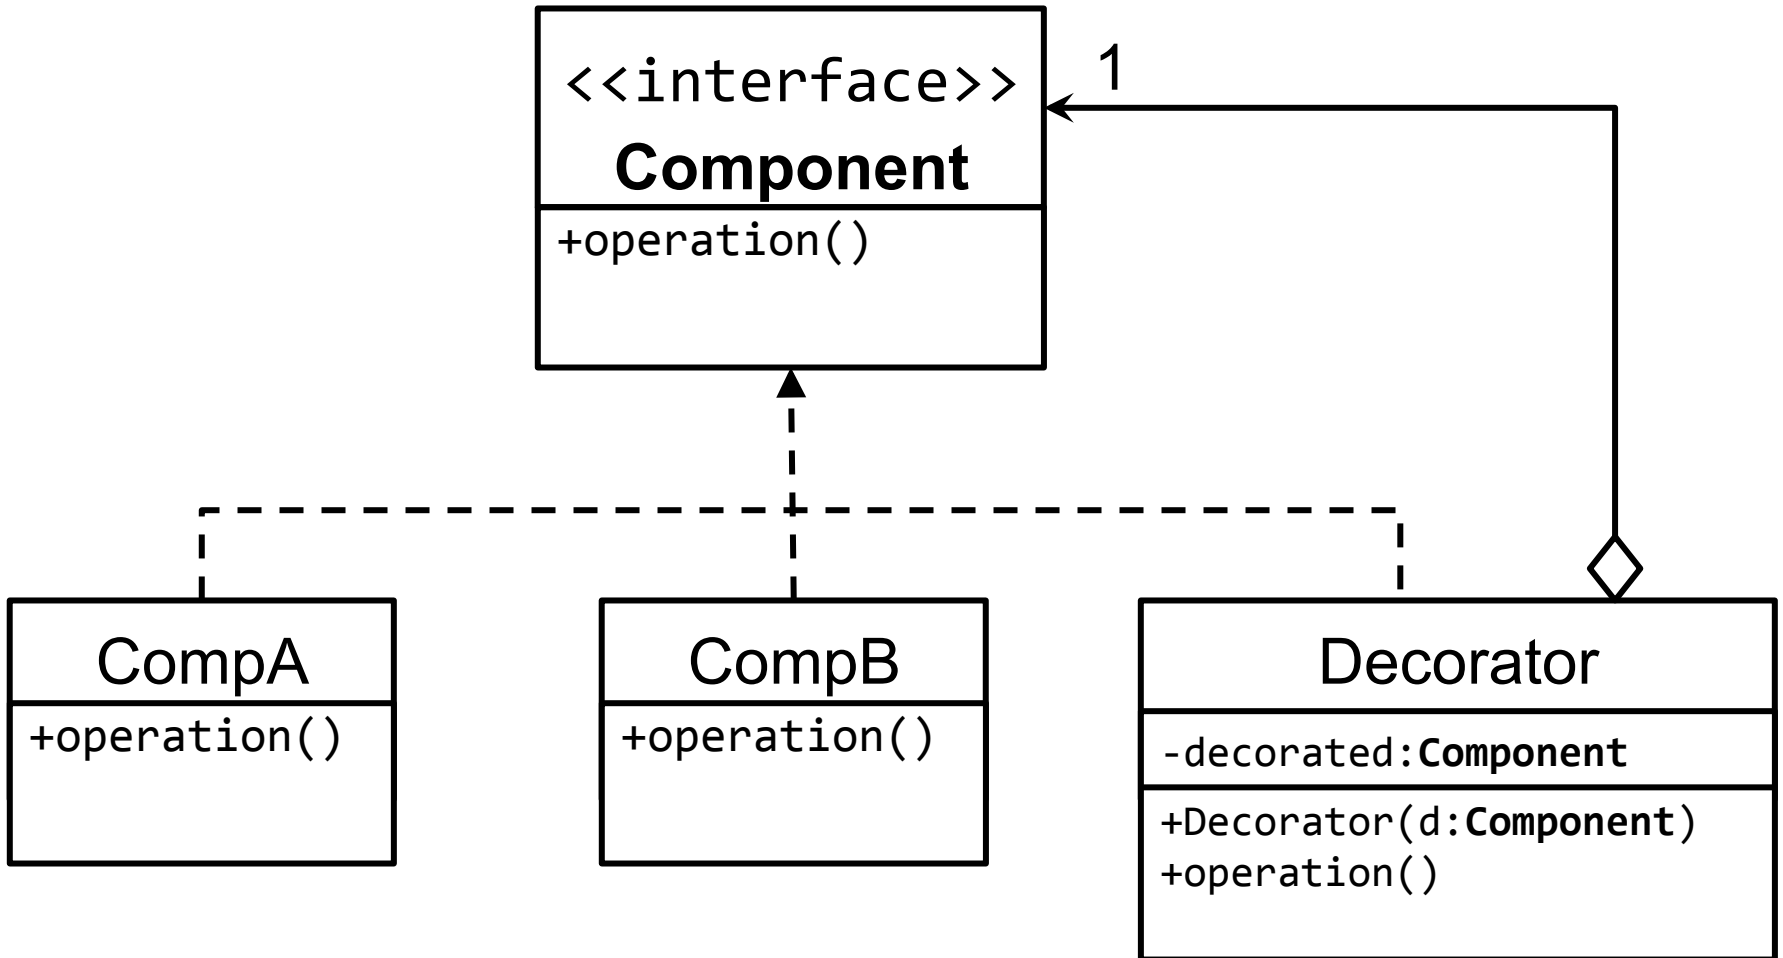 <<interface>>
Component
+operation()
1
CompA
+operation()
CompB
+operation()
Decorator
-decorated:Component
+Decorator(d:Component)
+operation()